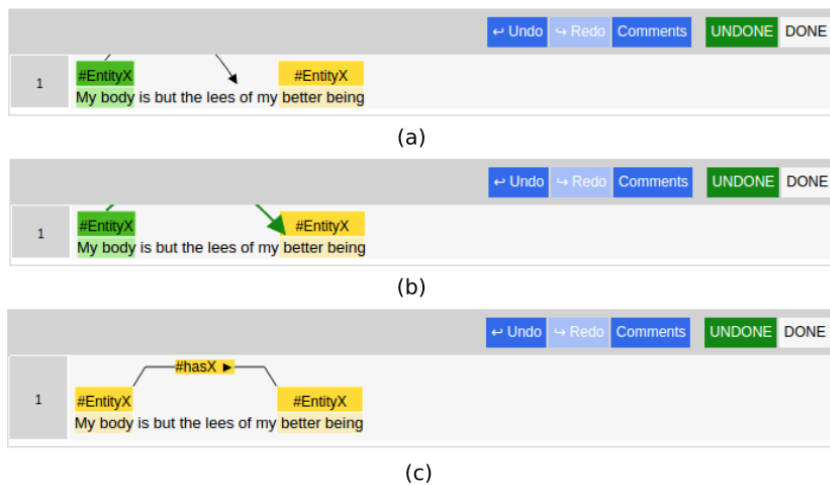 ↩ Undo ↪ Redo Comments UNDONE DONE
#EntityX #EntityX
1
My body is but the lees of my better being
(a)
↩ Undo ↪ Redo Comments UNDONE DONE
#EntityX #EntityX
1
My body is but the lees of my better being
(b)
↩ Undo ↪ Redo Comments UNDONE DONE
#hasX ►
1
#EntityX #EntityX
My body is but the lees of my better being
(c)